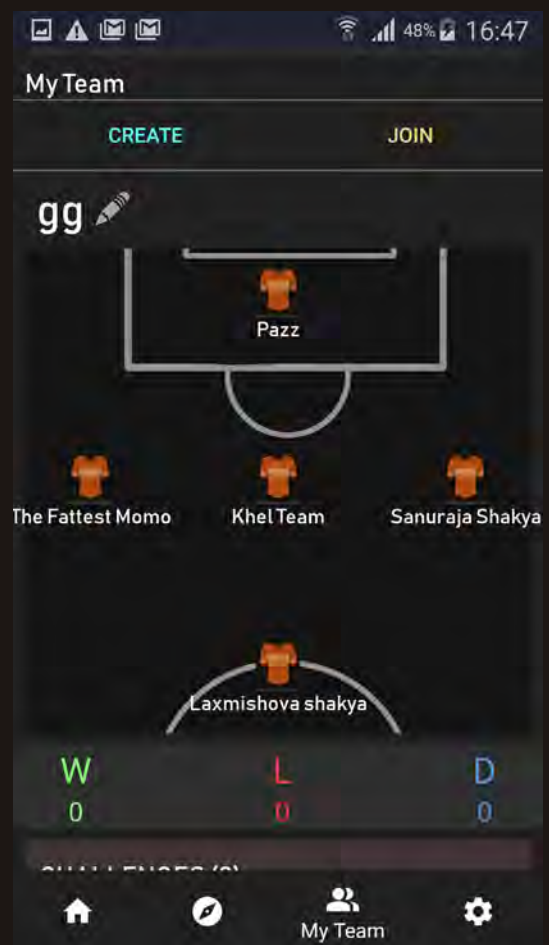 48% 16:47
My Team
CREATE JOIN
gg
Pazz
The Fattest Momo Khel Team Sanuraja Shakya
Laxmishova shakya
W L D
0 0 0
My Team